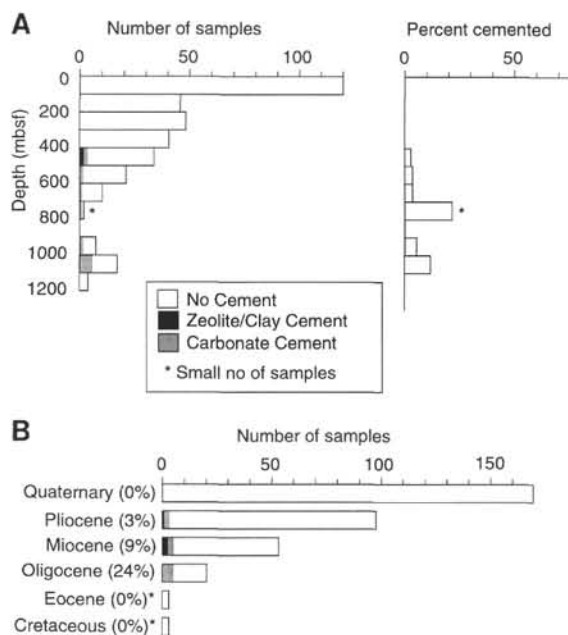 A
Number of samples
0 50 100
Depth (mbsf)
0
200
400
600
800
1000
1200
*
Percent cemented
0 50
*
No Cement
Zeolite/Clay Cement
Carbonate Cement
* Small no of samples
B
Number of samples
0 50 100 150
Quaternary (0%)
Pliocene (3%)
Miocene (9%)
Oligocene (24%)
Eocene (0%)*
Cretaceous (0%)*